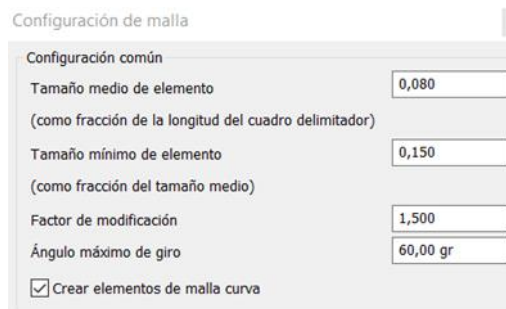 Configuración de malla
Configuración común
Tamaño medio de elemento 0,080
(como fracción de la longitud del cuadro delimitador)
Tamaño mínimo de elemento 0,150
(como fracción del tamaño medio)
Factor de modificación 1,500
Ángulo máximo de giro 60,00 gr
Crear elementos de malla curva